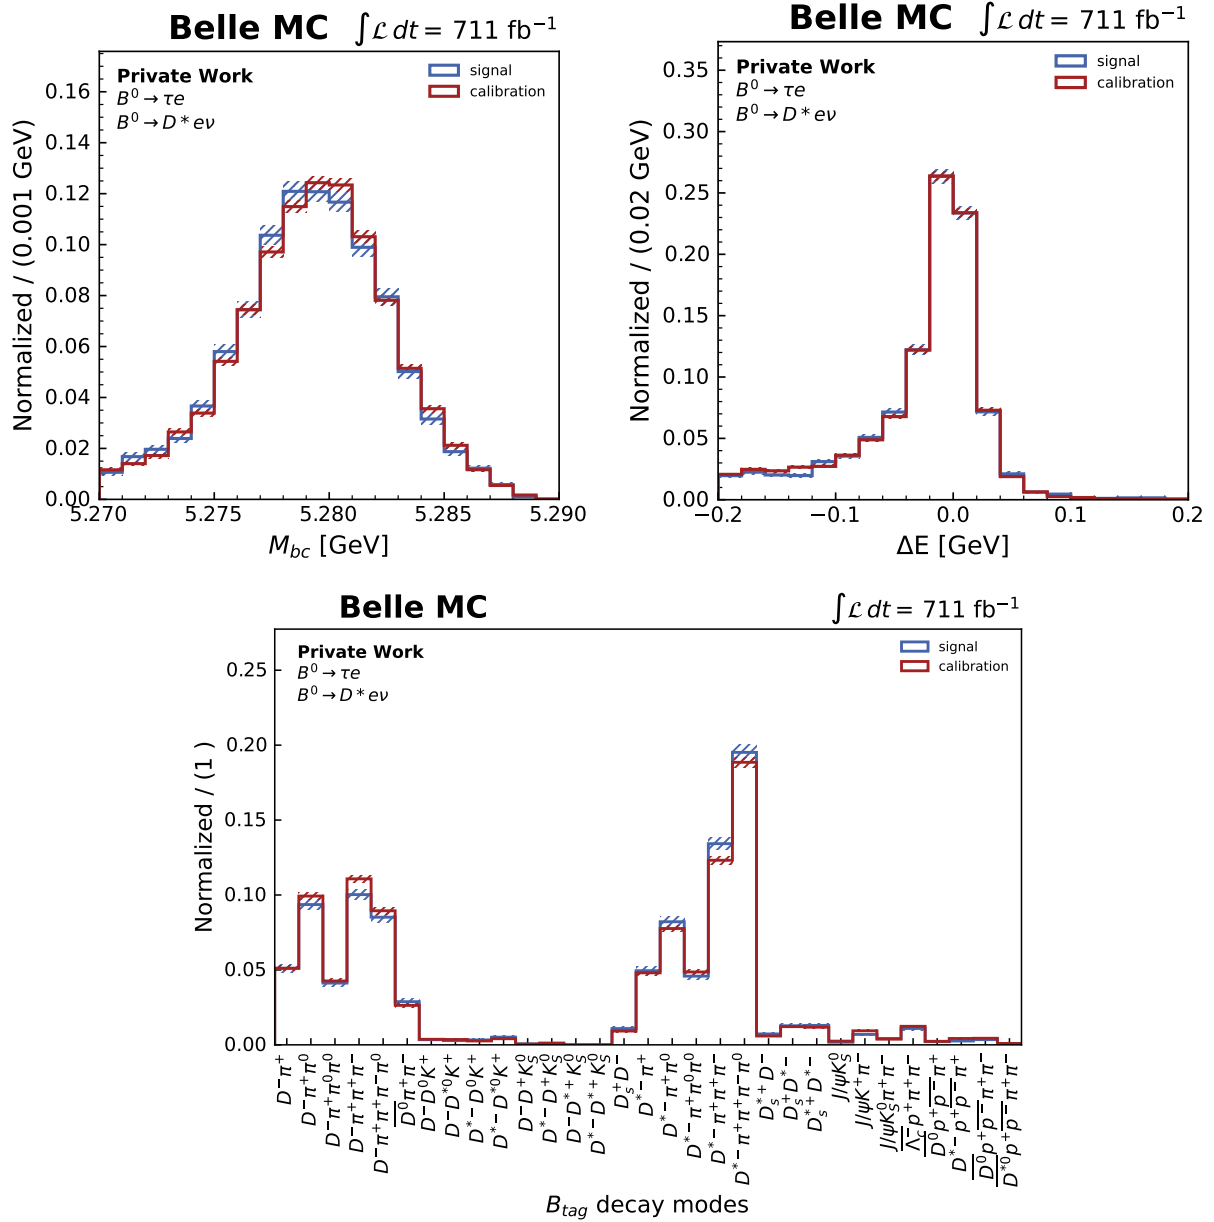 Belle MC ∫ℒ dt = 711 fb⁻¹
Private Work
B⁰ → τe
B⁰ → D*eν
signal
calibration
Normalized / (0.001 GeV)
0.16
0.14
0.12
0.10
0.08
0.06
0.04
0.02
0.00
5.270 5.275 5.280 5.285 5.290
M_bc [GeV]
Belle MC ∫ℒ dt = 711 fb⁻¹
Private Work
B⁰ → τe
B⁰ → D*eν
signal
calibration
Normalized / (0.02 GeV)
0.35
0.30
0.25
0.20
0.15
0.10
0.05
0.00
−0.2 −0.1 0.0 0.1 0.2
ΔE [GeV]
Belle MC ∫ℒ dt = 711 fb⁻¹
Private Work
B⁰ → τe
B⁰ → D*eν
signal
calibration
Normalized / (1 )
0.25
0.20
0.15
0.10
0.05
0.00
D⁻π⁺
D⁻π⁺π⁰
D⁻π⁺π⁰π⁰
D⁻π⁺π⁺π⁻
D⁻π⁺π⁺π⁻π⁰
D̅⁰π⁺π⁻
D⁻D⁰K⁺
D⁻D*⁰K⁺
D*⁻D⁰K⁺
D*⁻D*⁰K⁺
D⁻D⁺K_S⁰
D*⁻D⁺K_S⁰
D⁻D*⁺K_S⁰
D*⁻D*⁺K_S⁰
D_s⁺D⁻
D*⁻π⁺
D*⁻π⁺π⁰
D*⁻π⁺π⁰π⁰
D*⁻π⁺π⁺π⁻
D*⁻π⁺π⁺π⁻π⁰
D_s*⁺D⁻
D_s⁺D*⁻
D_s*⁺D*⁻
J/ψK_S⁰
J/ψK⁺π⁻
J/ψK_S⁰π⁺π⁻
Λ̅_c⁻p⁺π⁺π⁻
D̅⁰p⁺p̅⁻
D*⁻p⁺p̅⁻π⁺
D̅⁰p⁺p̅⁻π⁺π⁻
D̅*⁰p⁺p̅⁻π⁺π⁻
B_tag decay modes